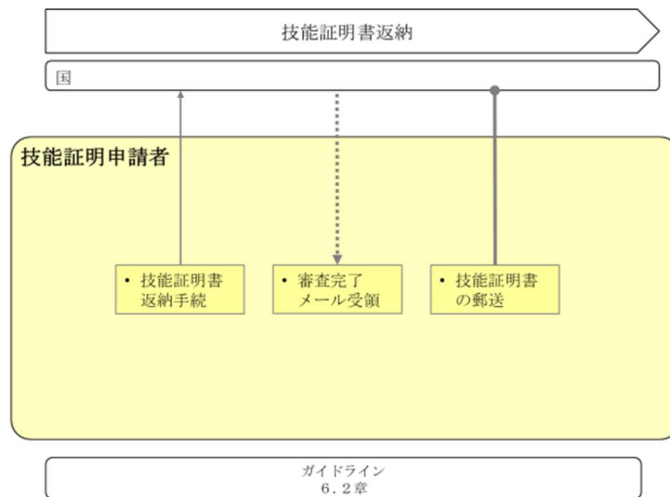 技能証明書返納
国
技能証明申請者
• 技能証明書
返納手続
• 審査完了
メール受領
• 技能証明書
の郵送
ガイドライン
6.2章